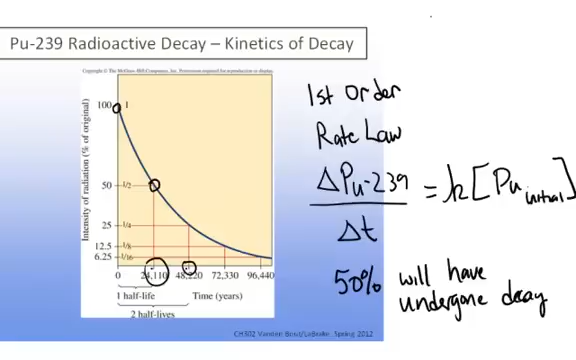 Pu-239 Radioactive Decay – Kinetics of Decay
Copyright © The McGraw-Hill Companies, Inc. Permission required for reproduction or display.
Intensity of radiation (% of original)
100 1
50 1/2
25 1/4
12.5 1/8
6.25 1/16
0 24,110 48,220 72,330 96,440
1 half-life
Time (years)
2 half-lives
1st Order
Rate Law
ΔPu-239 / Δt = k [Pu initial]
50% will have
undergone decay
CH302 Vanden Bout/LaBrake Spring 2012